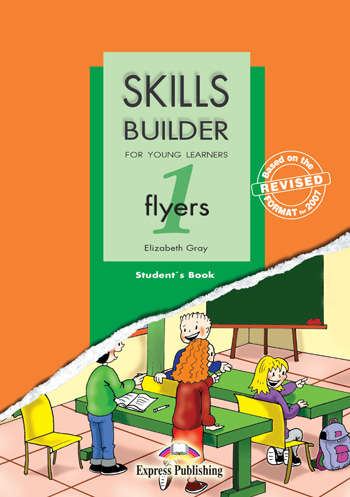 SKILLS
BUILDER
FOR YOUNG LEARNERS
1
flyers
Elizabeth Gray
Student's Book
Based on the
REVISED
FORMAT for 2007
Express Publishing